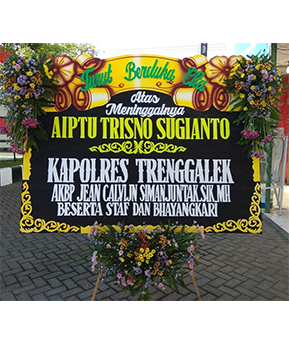 Turut Berduka Cita
Atas
Meninggalnya
AIPTU TRISNO SUGIANTO
KAPOLRES TRENGGALEK
AKBP JEAN CALVIJN SIMANJUNTAK,SIK,MH
BESERTA STAF DAN BHAYANGKARI